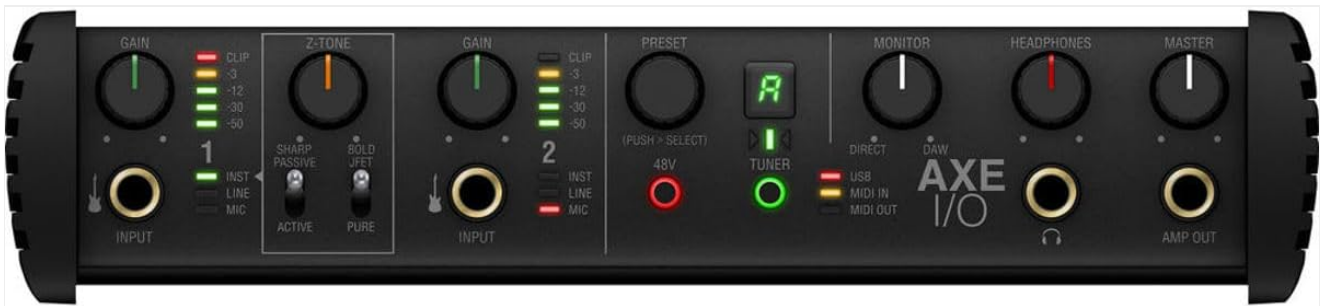 GAIN
CLIP
-3
-12
-30
-50
1
INST
LINE
MIC
INPUT
Z-TONE
SHARP
PASSIVE
BOLD
JFET
ACTIVE
PURE
GAIN
CLIP
-3
-12
-30
-50
2
INST
LINE
MIC
INPUT
PRESET
(PUSH > SELECT)
48V
A
TUNER
USB
MIDI IN
MIDI OUT
MONITOR
DIRECT
DAW
AXE
I/O
HEADPHONES
MASTER
AMP OUT